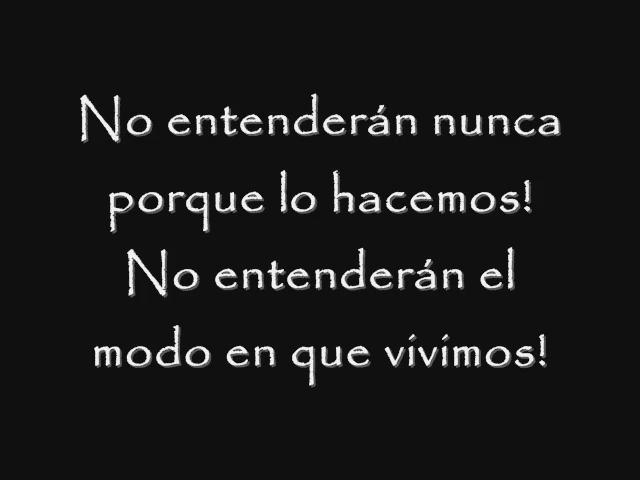 No entenderán nunca
porque lo hacemos!
No entenderán el
modo en que vivimos!